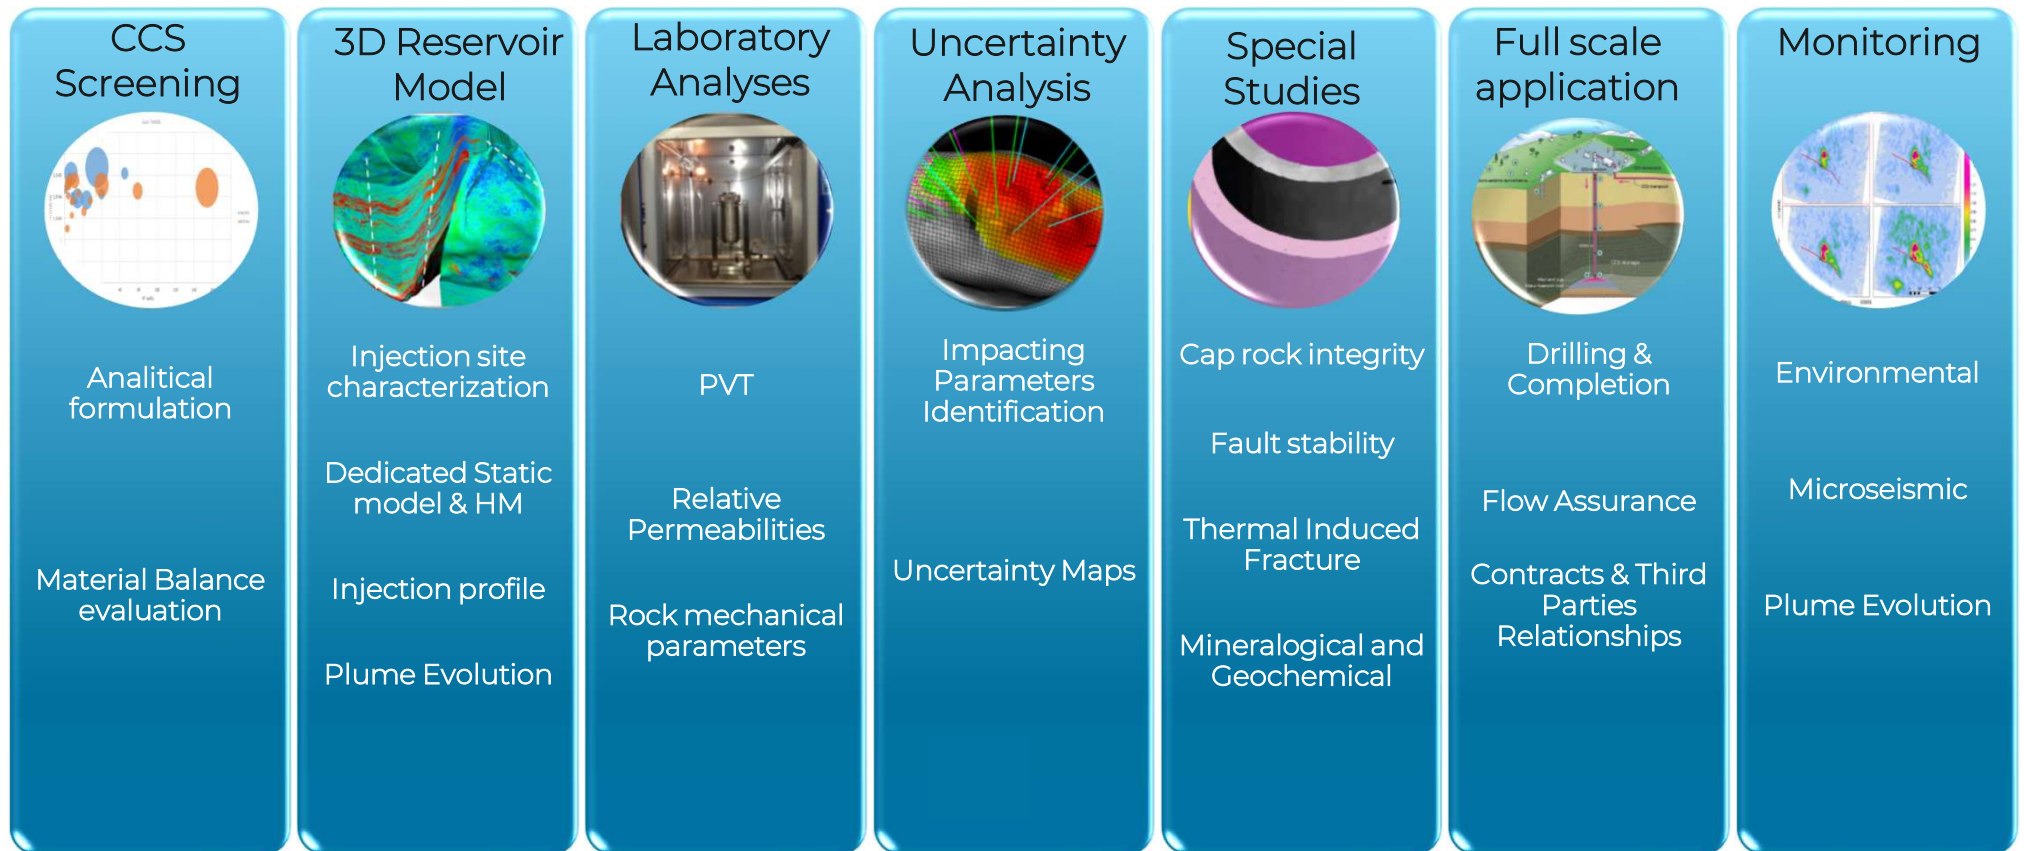 CCS
Screening
Analitical
formulation
Material Balance
evaluation
3D Reservoir
Model
Injection site
characterization
Dedicated Static
model & HM
Injection profile
Plume Evolution
Laboratory
Analyses
PVT
Relative
Permeabilities
Rock mechanical
parameters
Uncertainty
Analysis
Impacting
Parameters
Identification
Uncertainty Maps
Special
Studies
Cap rock integrity
Fault stability
Thermal Induced
Fracture
Mineralogical and
Geochemical
Full scale
application
Drilling &
Completion
Flow Assurance
Contracts & Third
Parties
Relationships
Monitoring
Environmental
Microseismic
Plume Evolution